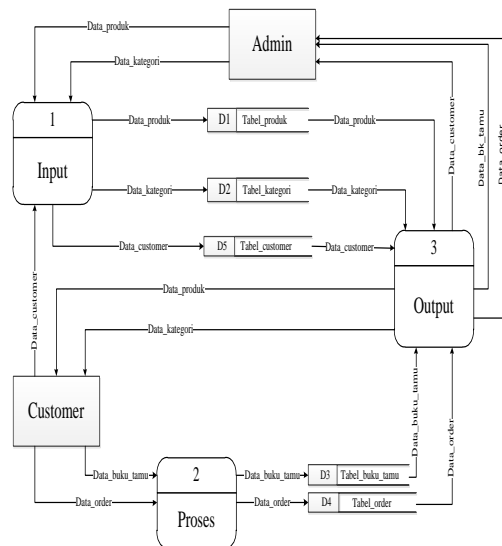 Data_produk
Admin
Data_kategori
1
Input
Data_produk
D1 Tabel_produk
Data_produk
Data_kategori
D2 Tabel_kategori
Data_kategori
Data_customer
D5 Tabel_customer
Data_customer
Data_customer
Data_bk_tamu
Data_order
3
Output
Data_produk
Data_kategori
Data_customer
Customer
Data_buku_tamu
Data_order
2
Proses
Data_buku_tamu
D3 Tabel_buku_tamu
Data_order
D4 Tabel_order
Data_buku_tamu
Data_order